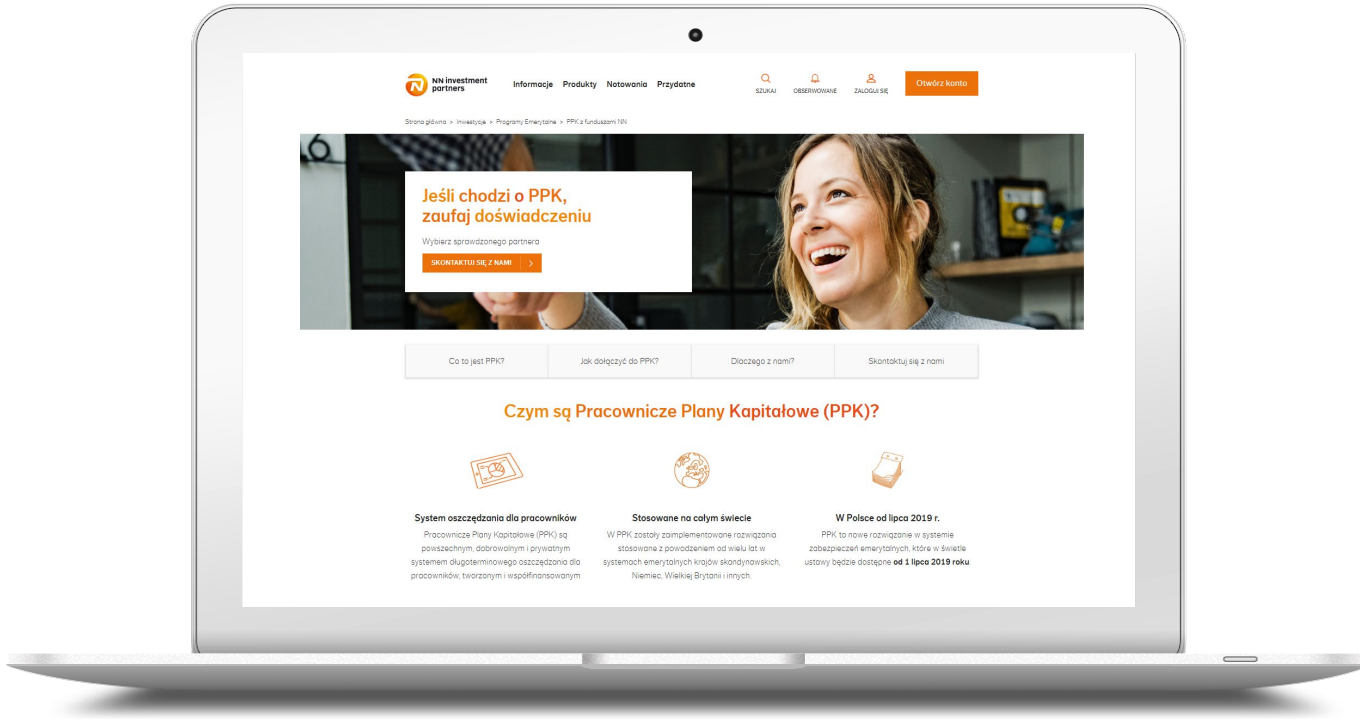 NN investment
partners
Informacje Produkty Notowania Przydatne
SZUKAJ OBSERWOWANE ZALOGUJ SIĘ
Otwórz konto
Strona główna > Inwestycje > Programy Emerytalne > PPK z funduszami NN
Jeśli chodzi o PPK,
zaufaj doświadczeniu
Wybierz sprawdzonego partnera
SKONTAKTUJ SIĘ Z NAMI >
Co to jest PPK? Jak dołączyć do PPK? Dlaczego z nami? Skontaktuj się z nami
Czym są Pracownicze Plany Kapitałowe (PPK)?
System oszczędzania dla pracowników
Pracownicze Plany Kapitałowe (PPK) są
powszechnym, dobrowolnym i prywatnym
systemem długoterminowego oszczędzania dla
pracowników, tworzonym i współfinansowanym
Stosowane na całym świecie
W PPK zostały zaimplementowane rozwiązania
stosowane z powodzeniem od wielu lat w
systemach emerytalnych krajów skandynawskich,
Niemiec, Wielkiej Brytanii i innych.
W Polsce od lipca 2019 r.
PPK to nowe rozwiązanie w systemie
zabezpieczeń emerytalnych, które w świetle
ustawy będzie dostępne od 1 lipca 2019 roku